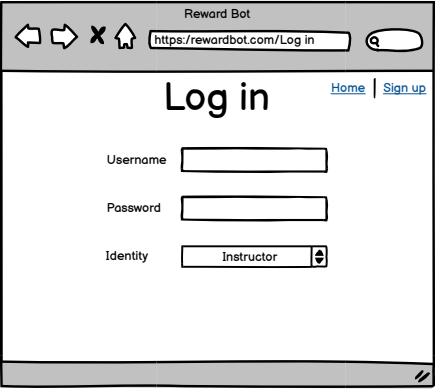 Reward Bot
https:/rewardbot.com/Log in
Home Sign up
Log in
Username
Password
Identity Instructor